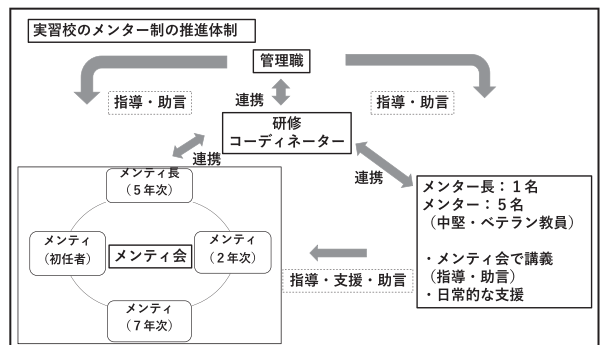 実習校のメンター制の推進体制
管理職
指導・助言
連携
指導・助言
研修
コーディネーター
連携
連携
メンティ長
(5年次)
メンティ
(初任者)
メンティ会
メンティ
(2年次)
メンティ
(7年次)
指導・支援・助言
メンター長：1名
メンター：5名
（中堅・ベテラン教員）
・メンティ会で講義
（指導・助言）
・日常的な支援